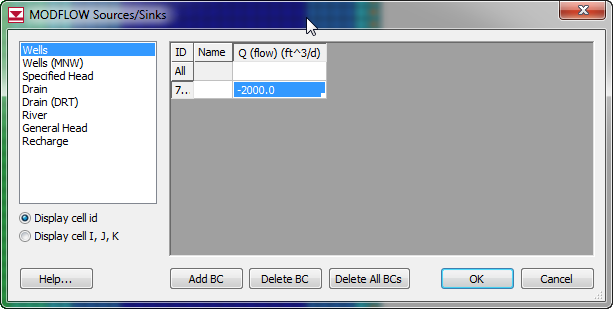 MODFLOW Sources/Sinks
Wells
Wells (MNW)
Specified Head
Drain
Drain (DRT)
River
General Head
Recharge
Display cell id
Display cell I, J, K
ID Name Q (flow) (ft^3/d)
All
7.. -2000.0
Help... Add BC Delete BC Delete All BCs OK Cancel